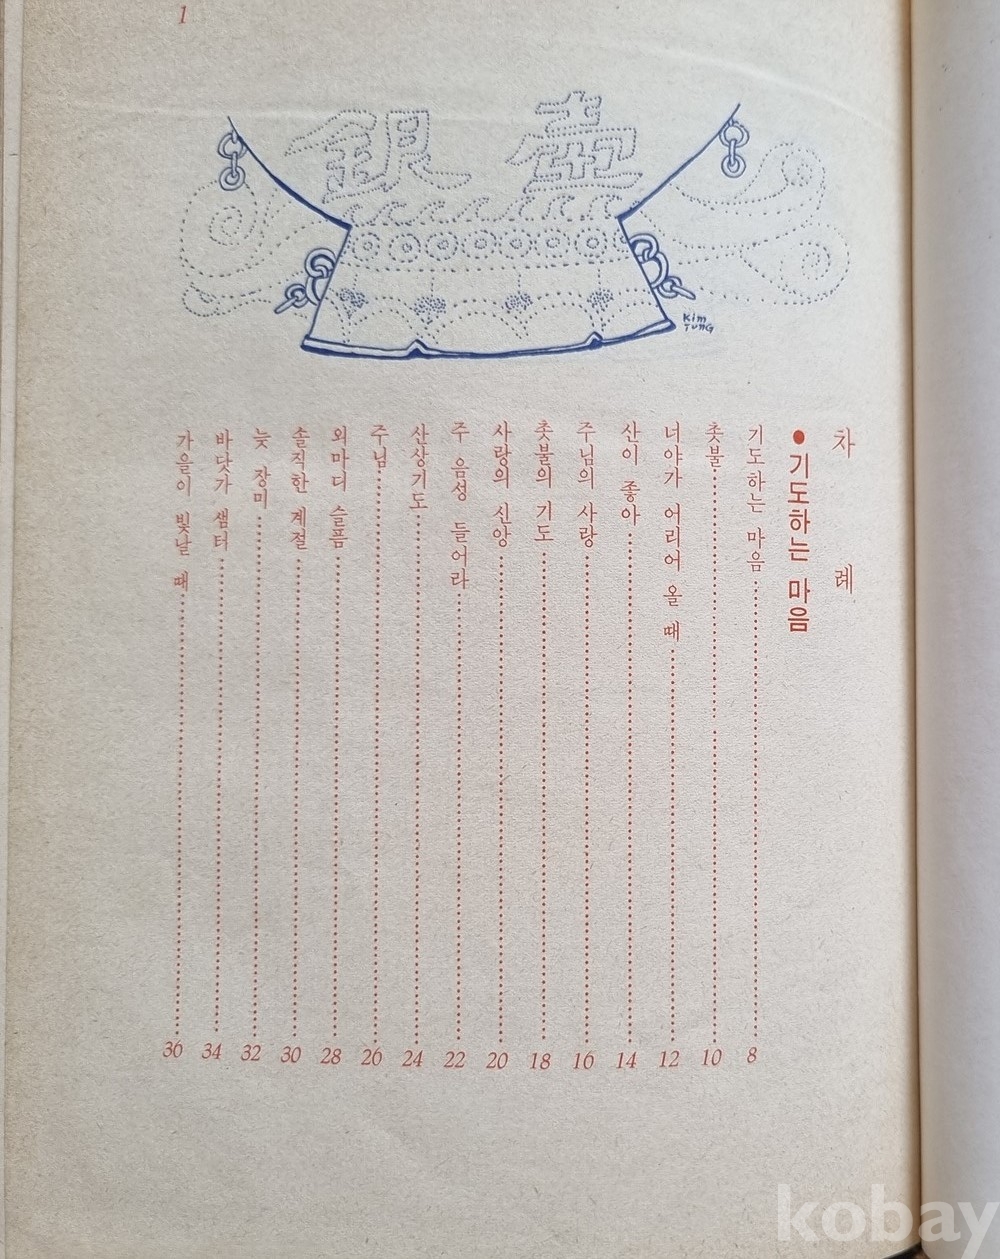 1
銀壺
Kim
TUNG
차 례
●기도하는 마음
기도하는 마음 8
촛불 10
너야가 어리어 올 때 12
산이 좋아 14
주님의 사랑 16
촛불의 기도 18
사랑의 신앙 20
주 음성 들어라 22
산상기도 24
주님 26
외마디 슬픔 28
솔직한 계절 30
늦 장미 32
바닷가 샘터 34
가을이 빛날 때 36
kobay